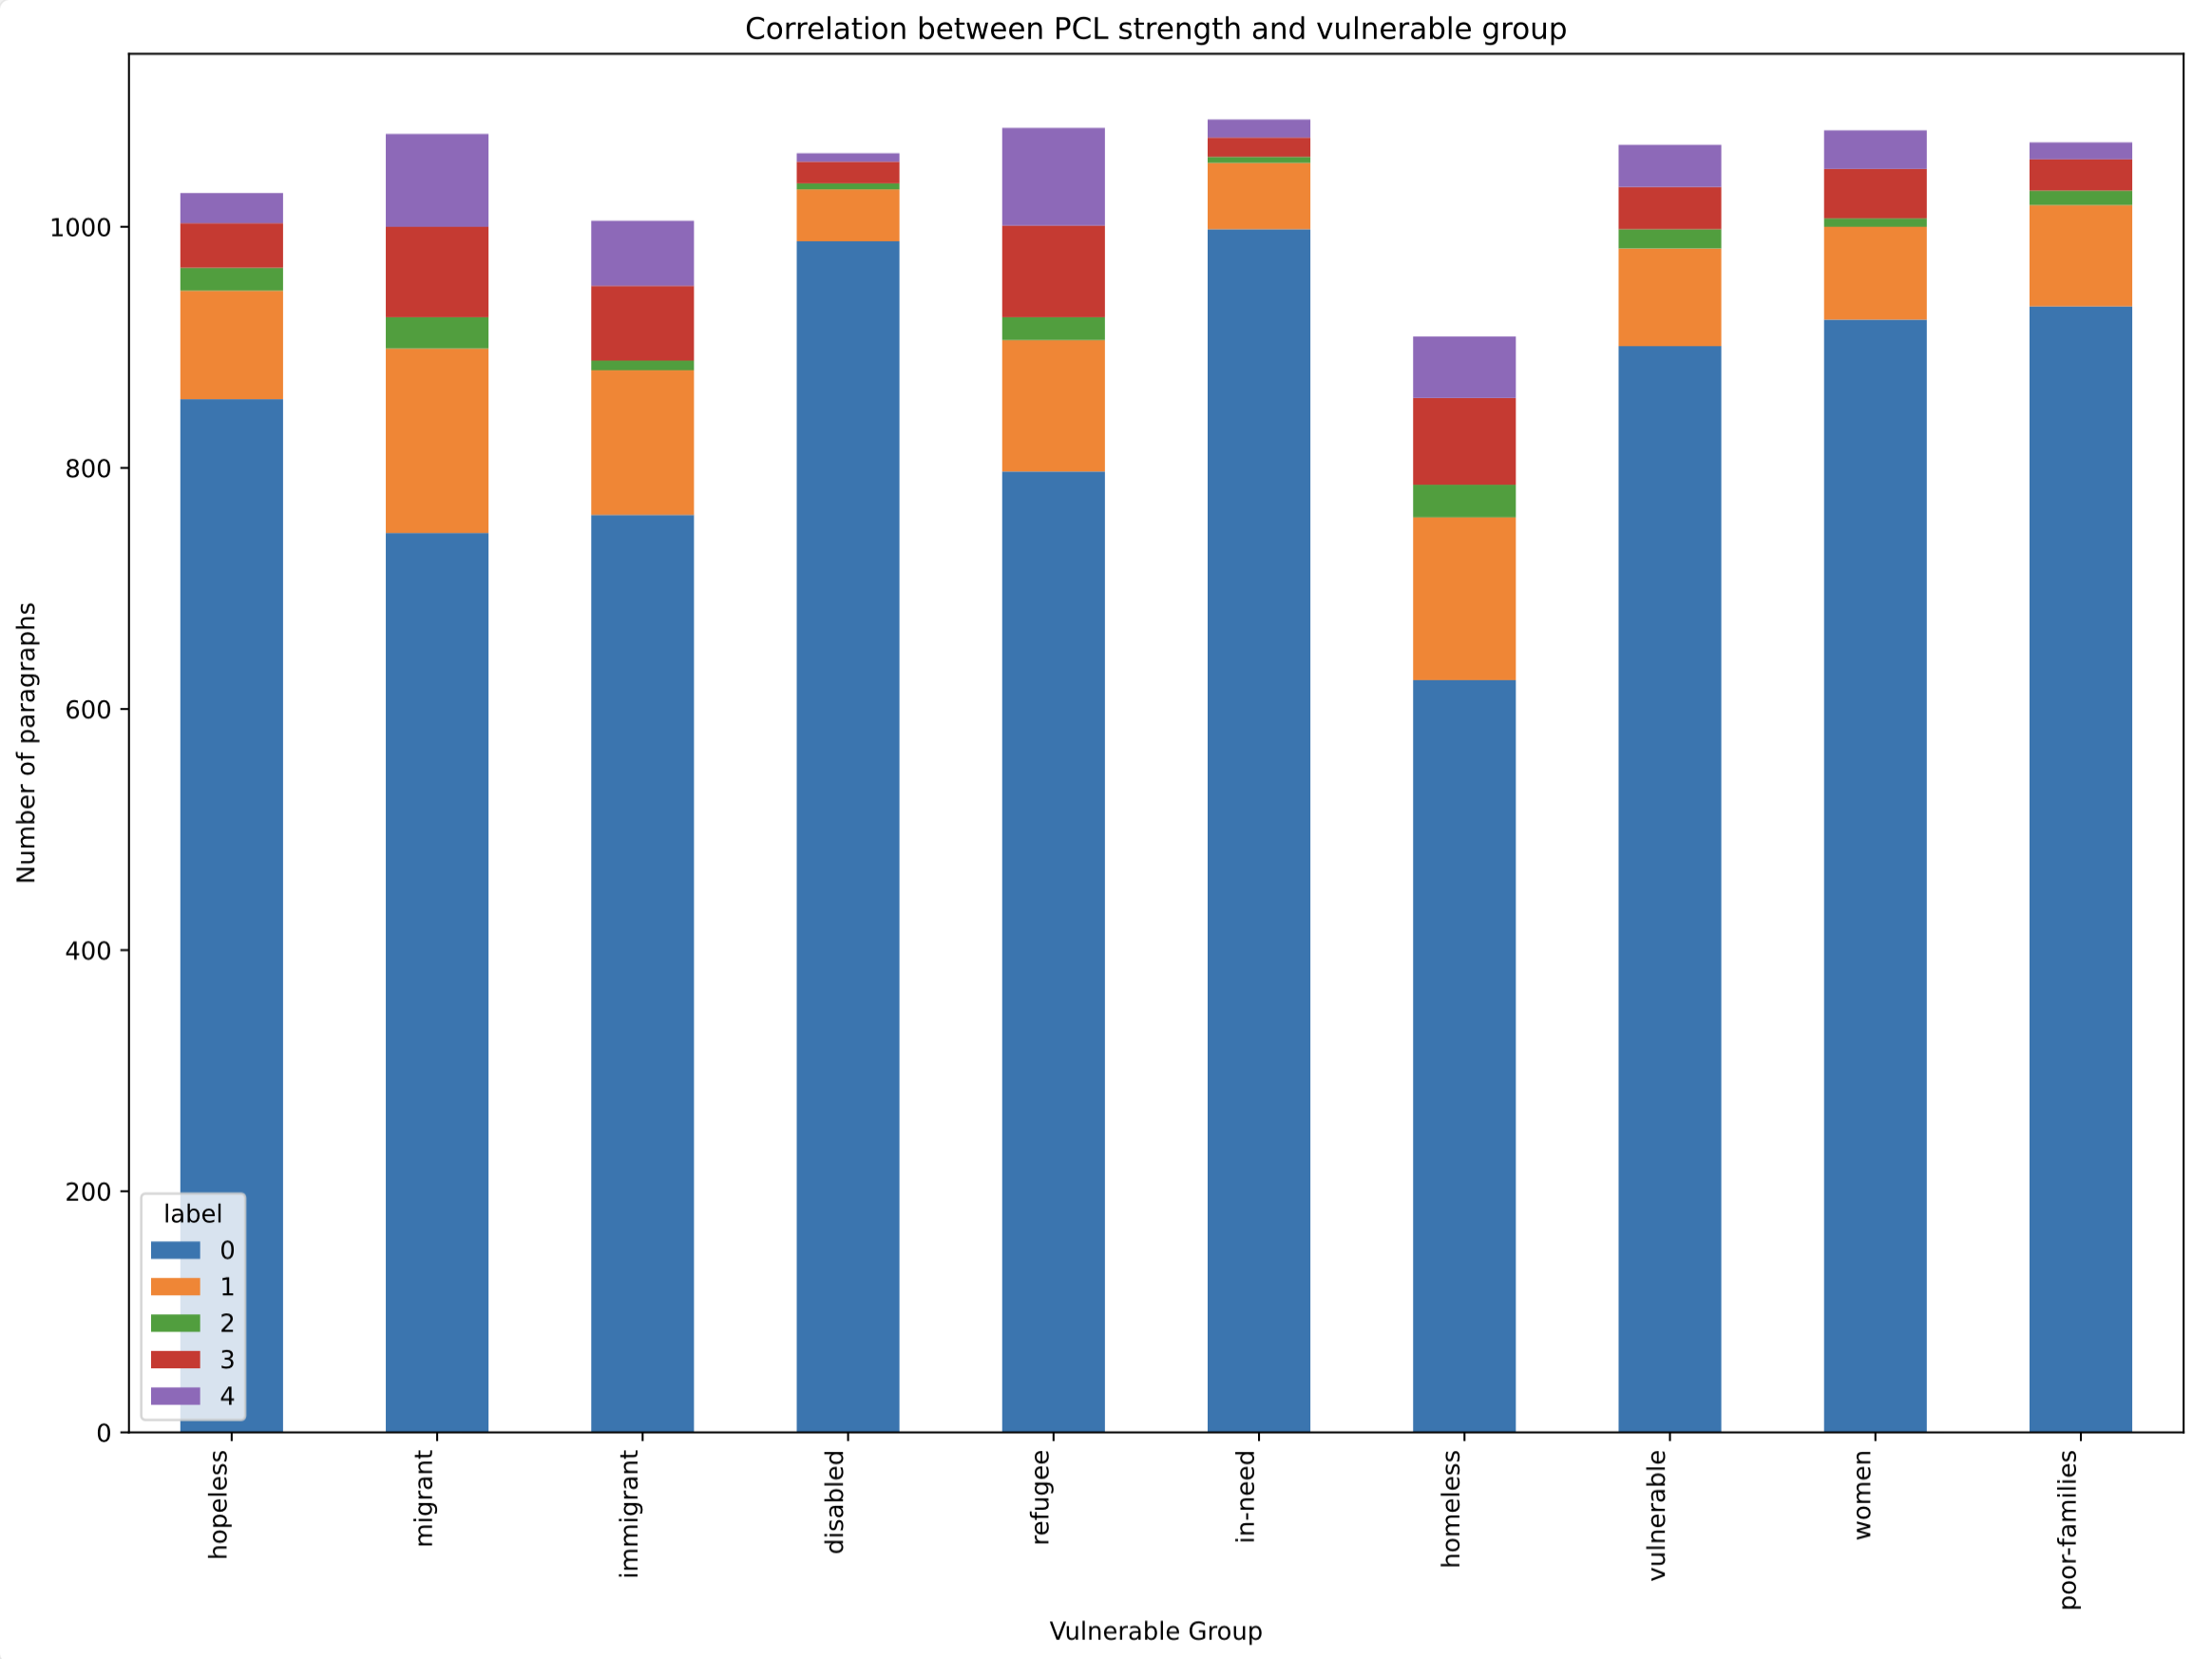 Correlation between PCL strength and vulnerable group
Number of paragraphs
1000
800
600
400
200
0
label
0
1
2
3
4
hopeless
migrant
immigrant
disabled
refugee
in-need
homeless
vulnerable
women
poor-families
Vulnerable Group